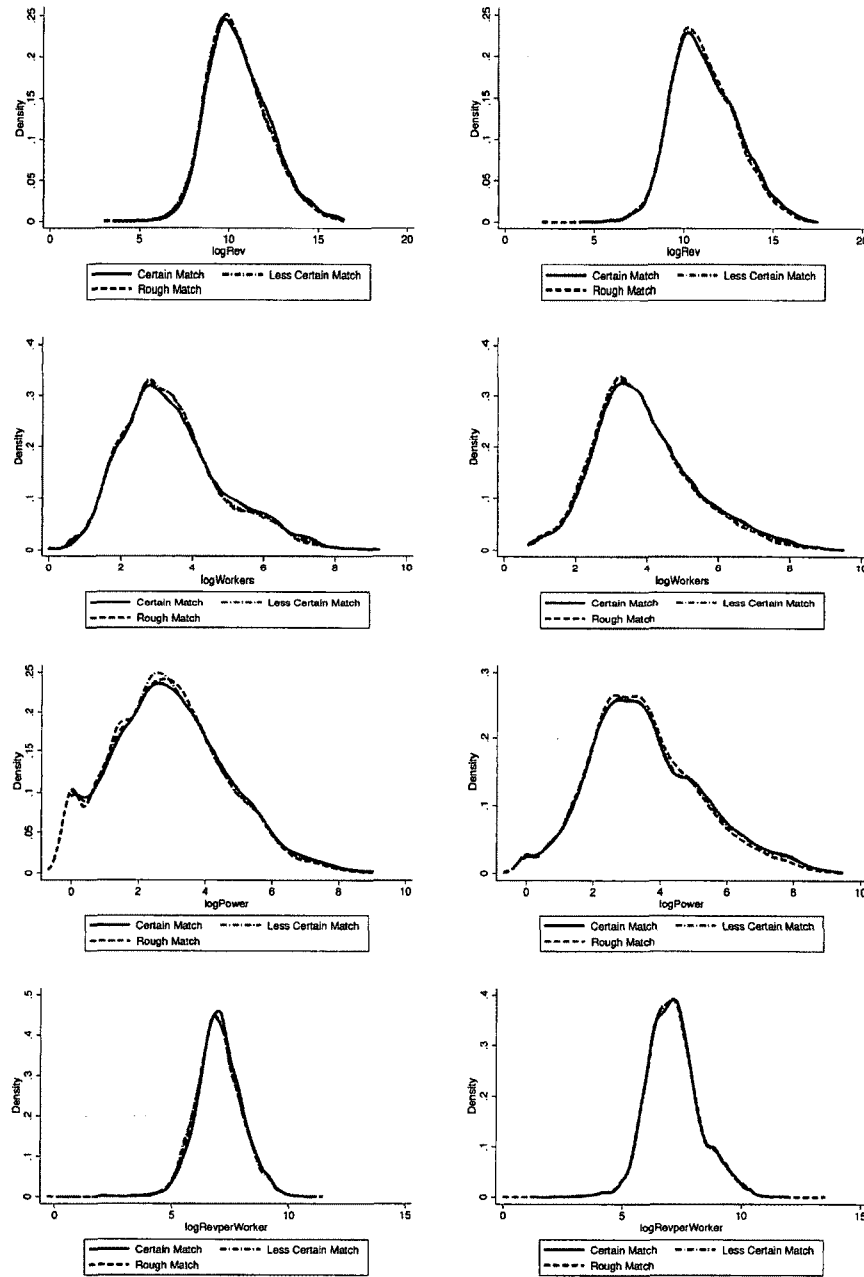 Density
0 .05 .1 .15 .2 .25
0 5 10 15 20
logRev
Certain Match Less Certain Match
Rough Match
Density
0 .05 .1 .15 .2 .25
0 5 10 15 20
logRev
Certain Match Less Certain Match
Rough Match
Density
0 .1 .2 .3 .4
0 2 4 6 8 10
logWorkers
Certain Match Less Certain Match
Rough Match
Density
0 .1 .2 .3 .4
0 2 4 6 8 10
logWorkers
Certain Match Less Certain Match
Rough Match
Density
0 .05 .1 .15 .2 .25
0 2 4 6 8 10
logPower
Certain Match Less Certain Match
Rough Match
Density
0 .1 .2 .3
0 2 4 6 8 10
logPower
Certain Match Less Certain Match
Rough Match
Density
0 .1 .2 .3 .4 .5
0 5 10 15
logRevperWorker
Certain Match Less Certain Match
Rough Match
Density
0 .1 .2 .3 .4
0 5 10 15
logRevperWorker
Certain Match Less Certain Match
Rough Match